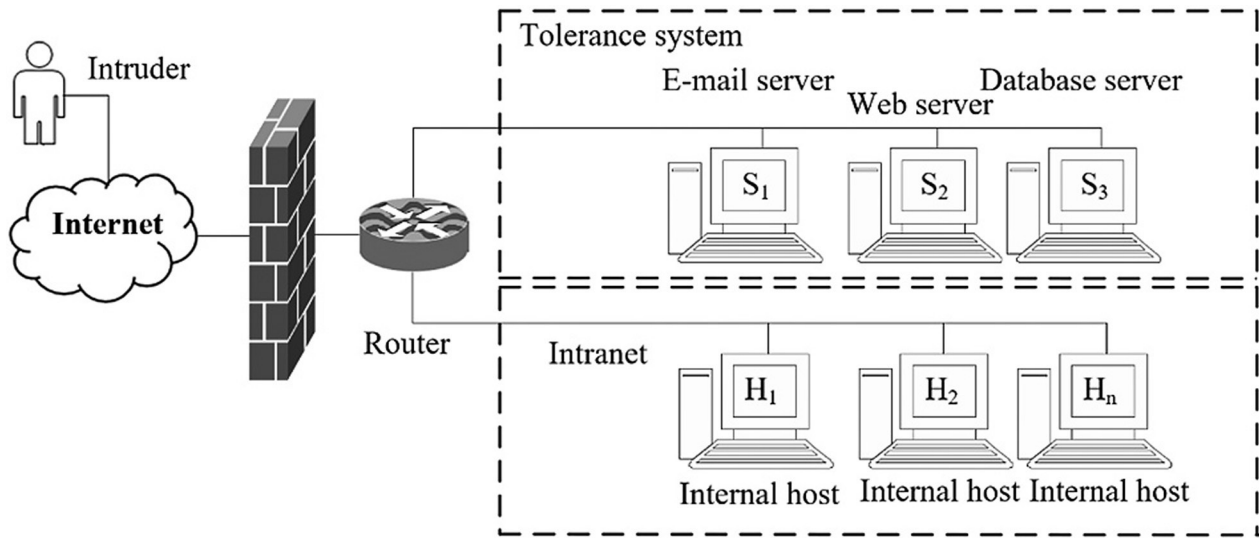 Intruder
Internet
Router
Tolerance system
E-mail server
Web server
Database server
S₁
S₂
S₃
Intranet
H₁
H₂
Hₙ
Internal host
Internal host
Internal host